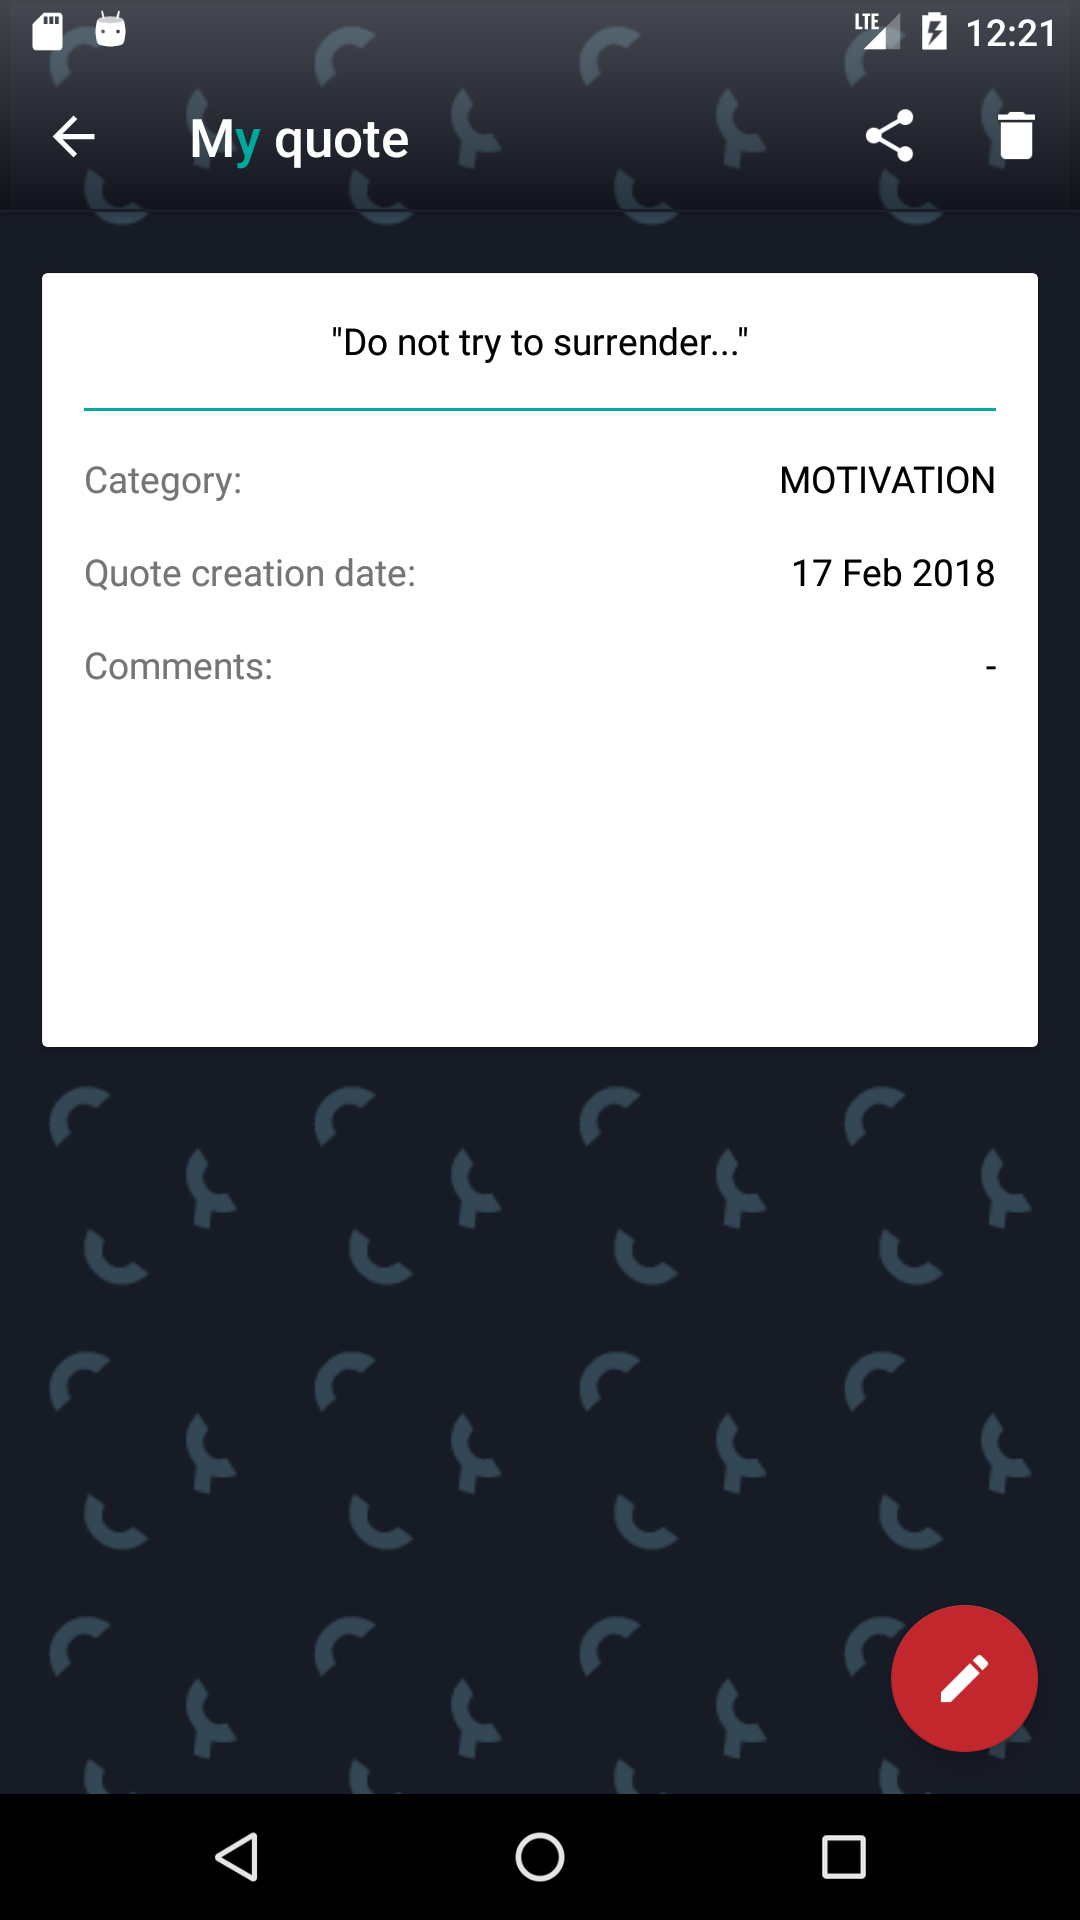 LTE 12:21
My quote
"Do not try to surrender..."
Category: MOTIVATION
Quote creation date: 17 Feb 2018
Comments: -